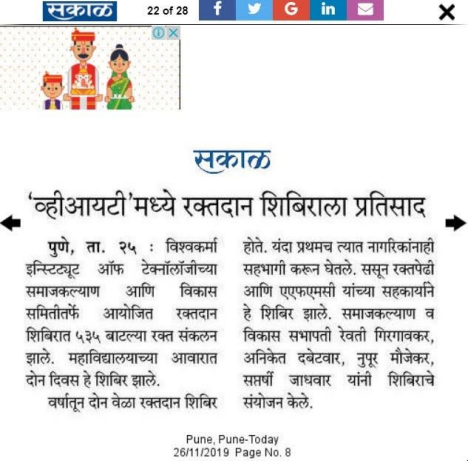 सकाळ
22 of 28
f
G
in
सकाळ
'व्हीआयटी'मध्ये रक्तदान शिबिराला प्रतिसाद
पुणे, ता. २५ : विश्वकर्मा
इन्स्टिट्यूट ऑफ टेक्नॉलॉजीच्या
समाजकल्याण आणि विकास
समितीतर्फे आयोजित रक्तदान
शिबिरात ५३५ बाटल्या रक्त संकलन
झाले. महाविद्यालयाच्या आवारात
दोन दिवस हे शिबिर झाले.
वर्षातून दोन वेळा रक्तदान शिबिर
होते. यंदा प्रथमच त्यात नागरिकांनाही
सहभागी करून घेतले. ससून रक्तपेढी
आणि एएफएमसी यांच्या सहकार्याने
हे शिबिर झाले. समाजकल्याण व
विकास सभापती रेवती गिरगावकर,
अनिकेत दबेटवार, नुपूर मौजेकर,
सप्तर्षी जाधवार यांनी शिबिराचे
संयोजन केले.
Pune, Pune-Today
26/11/2019 Page No. 8